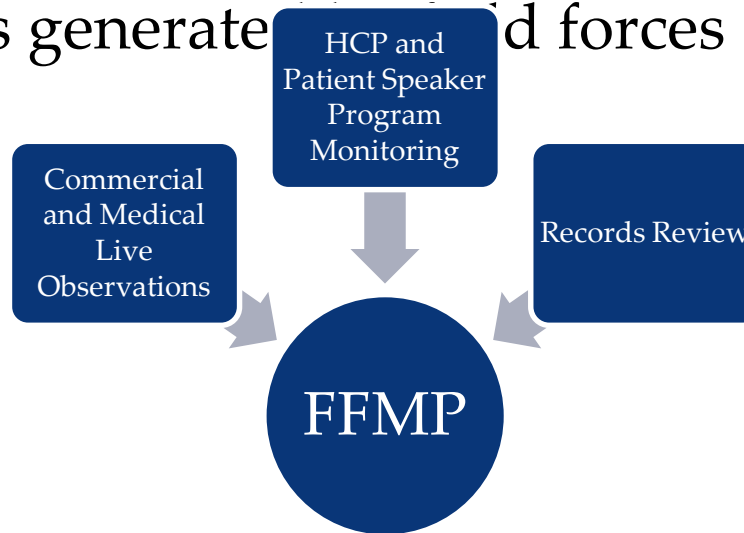 s generate d forces
HCP and
Patient Speaker
Program
Monitoring
Commercial
and Medical
Live
Observations
Records Review
FFMP